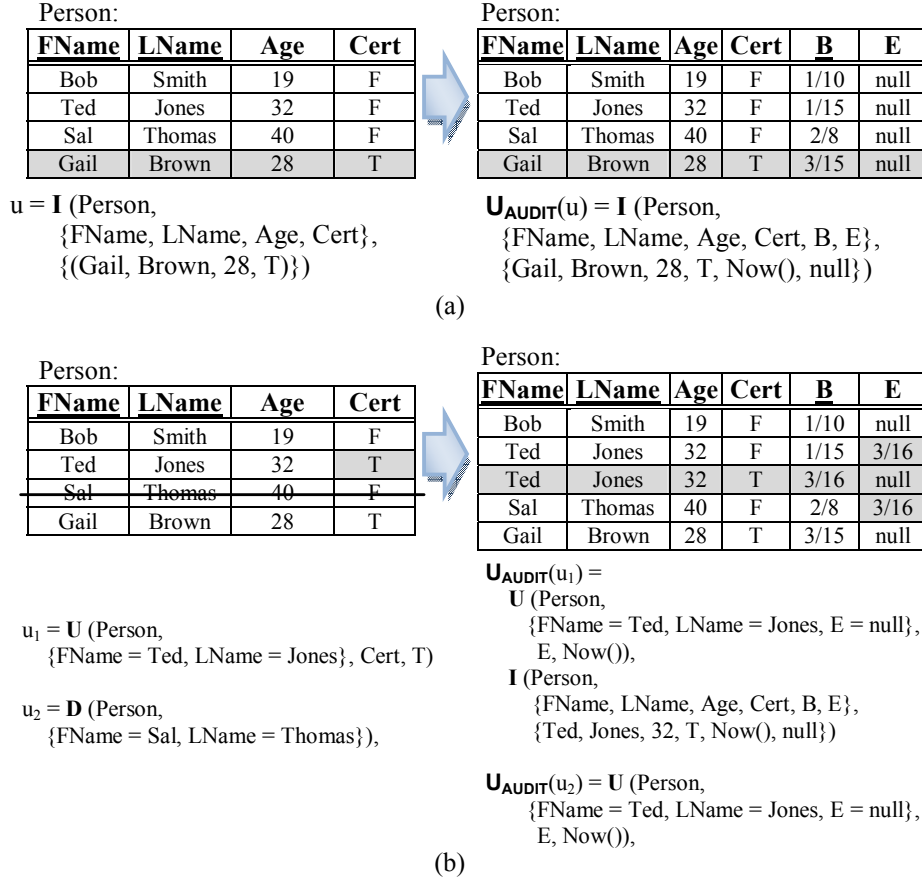 Person:
FName LName Age Cert
Bob Smith 19 F
Ted Jones 32 F
Sal Thomas 40 F
Gail Brown 28 T
u = I (Person,
{FName, LName, Age, Cert},
{(Gail, Brown, 28, T)})
Person:
FName LName Age Cert B E
Bob Smith 19 F 1/10 null
Ted Jones 32 F 1/15 null
Sal Thomas 40 F 2/8 null
Gail Brown 28 T 3/15 null
UAUDIT(u) = I (Person,
{FName, LName, Age, Cert, B, E},
{Gail, Brown, 28, T, Now(), null})
(a)
Person:
FName LName Age Cert
Bob Smith 19 F
Ted Jones 32 T
Sal Thomas 40 F
Gail Brown 28 T
u1 = U (Person,
{FName = Ted, LName = Jones}, Cert, T)
u2 = D (Person,
{FName = Sal, LName = Thomas}),
Person:
FName LName Age Cert B E
Bob Smith 19 F 1/10 null
Ted Jones 32 F 1/15 3/16
Ted Jones 32 T 3/16 null
Sal Thomas 40 F 2/8 3/16
Gail Brown 28 T 3/15 null
UAUDIT(u1) =
U (Person,
{FName = Ted, LName = Jones, E = null},
E, Now()),
I (Person,
{FName, LName, Age, Cert, B, E},
{Ted, Jones, 32, T, Now(), null})
UAUDIT(u2) = U (Person,
{FName = Ted, LName = Jones, E = null},
E, Now()),
(b)